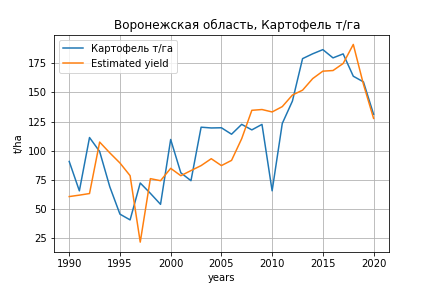 Воронежская область, Картофель т/га
Картофель т/га
Estimated yield
t/ha
175
150
125
100
75
50
25
1990
1995
2000
2005
2010
2015
2020
years